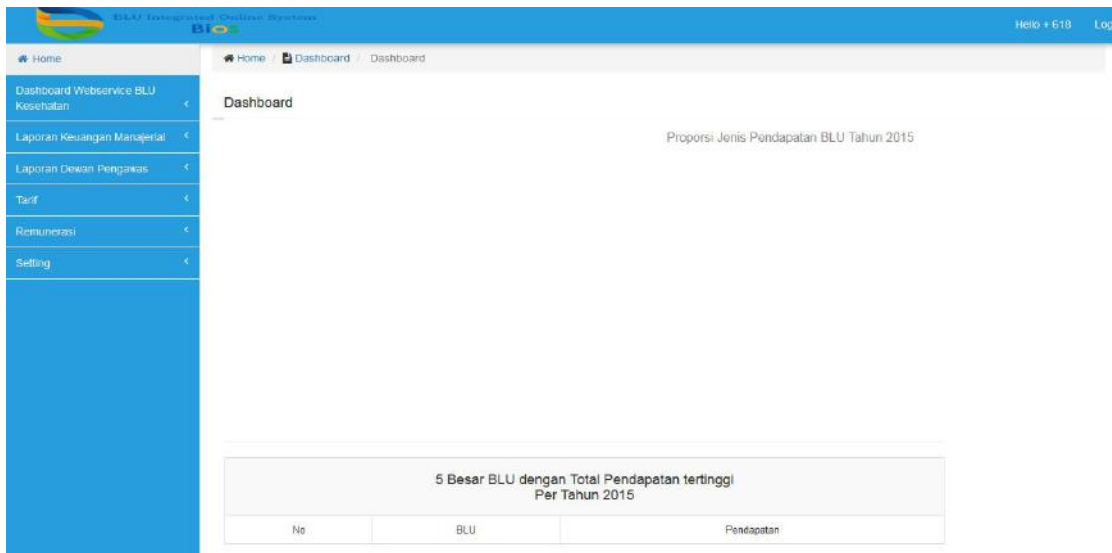 BLU Integrated Online System
Bios
Hello + 618 Log
Home
Home / Dashboard / Dashboard
Dashboard Webservice BLU
Kesehatan
Dashboard
Laporan Keuangan Manajerial
Proporsi Jenis Pendapatan BLU Tahun 2015
Laporan Dewan Pengawas
Tarif
Remunerasi
Setting
5 Besar BLU dengan Total Pendapatan tertinggi
Per Tahun 2015
No BLU Pendapatan